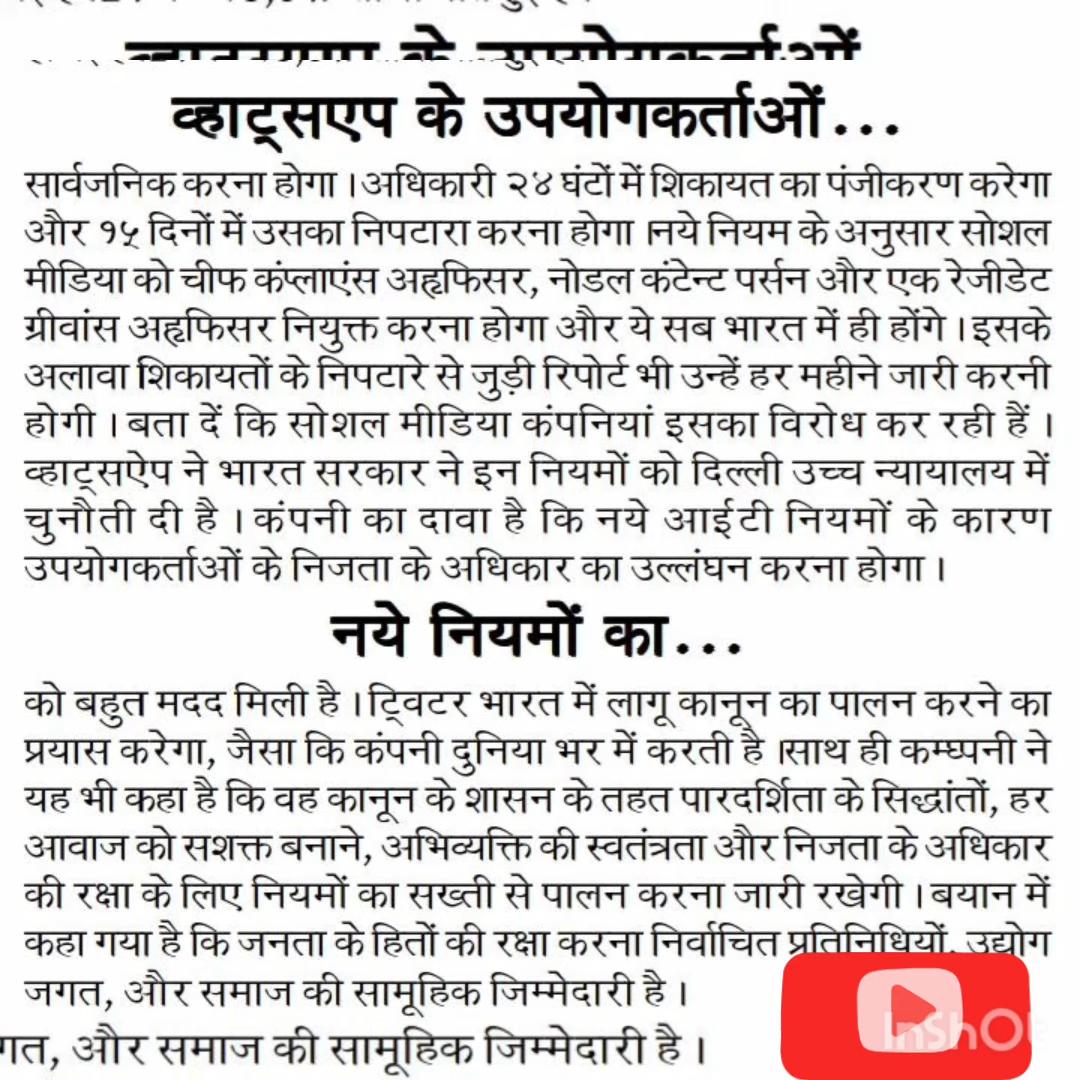 व्हाट्सएप के उपयोगकर्ताओं
व्हाट्सएप के उपयोगकर्ताओं...
सार्वजनिक करना होगा । अधिकारी २४ घंटों में शिकायत का पंजीकरण करेगा
और १५ दिनों में उसका निपटारा करना होगा ।नये नियम के अनुसार सोशल
मीडिया को चीफ कंप्लाएंस अहृफिसर, नोडल कंटेन्ट पर्सन और एक रेजीडेट
ग्रीवांस अहृफिसर नियुक्त करना होगा और ये सब भारत में ही होंगे । इसके
अलावा शिकायतों के निपटारे से जुड़ी रिपोर्ट भी उन्हें हर महीने जारी करनी
होगी । बता दें कि सोशल मीडिया कंपनियां इसका विरोध कर रही हैं ।
व्हाट्सऐप ने भारत सरकार ने इन नियमों को दिल्ली उच्च न्यायालय में
चुनौती दी है । कंपनी का दावा है कि नये आईटी नियमों के कारण
उपयोगकर्ताओं के निजता के अधिकार का उल्लंघन करना होगा ।
नये नियमों का...
को बहुत मदद मिली है । ट्विटर भारत में लागू कानून का पालन करने का
प्रयास करेगा, जैसा कि कंपनी दुनिया भर में करती है ।साथ ही कम्घ्पनी ने
यह भी कहा है कि वह कानून के शासन के तहत पारदर्शिता के सिद्धांतों, हर
आवाज को सशक्त बनाने, अभिव्यक्ति की स्वतंत्रता और निजता के अधिकार
की रक्षा के लिए नियमों का सख्ती से पालन करना जारी रखेगी । बयान में
कहा गया है कि जनता के हितों की रक्षा करना निर्वाचित प्रतिनिधियों, उद्योग
जगत, और समाज की सामूहिक जिम्मेदारी है ।
गत, और समाज की सामूहिक जिम्मेदारी है ।
InShOt